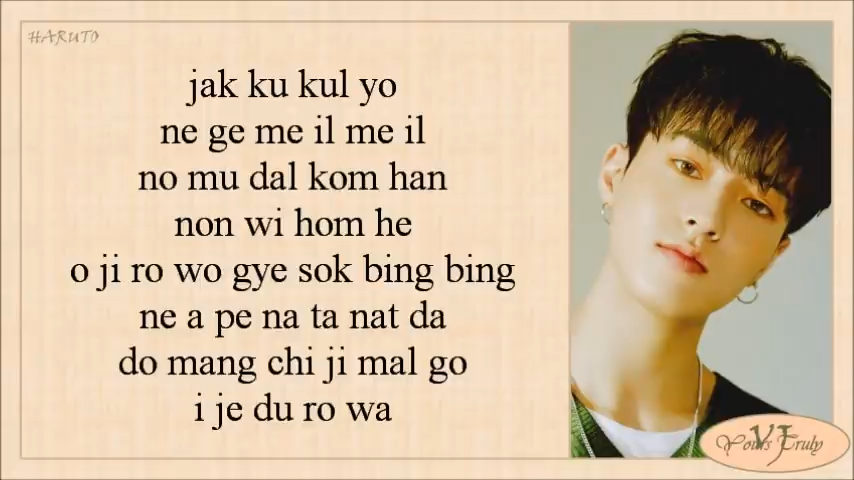 HARUTO
jak ku kul yo
ne ge me il me il
no mu dal kom han
non wi hom he
o ji ro wo gye sok bing bing
ne a pe na ta nat da
do mang chi ji mal go
i je du ro wa
Yours Truly
VJ